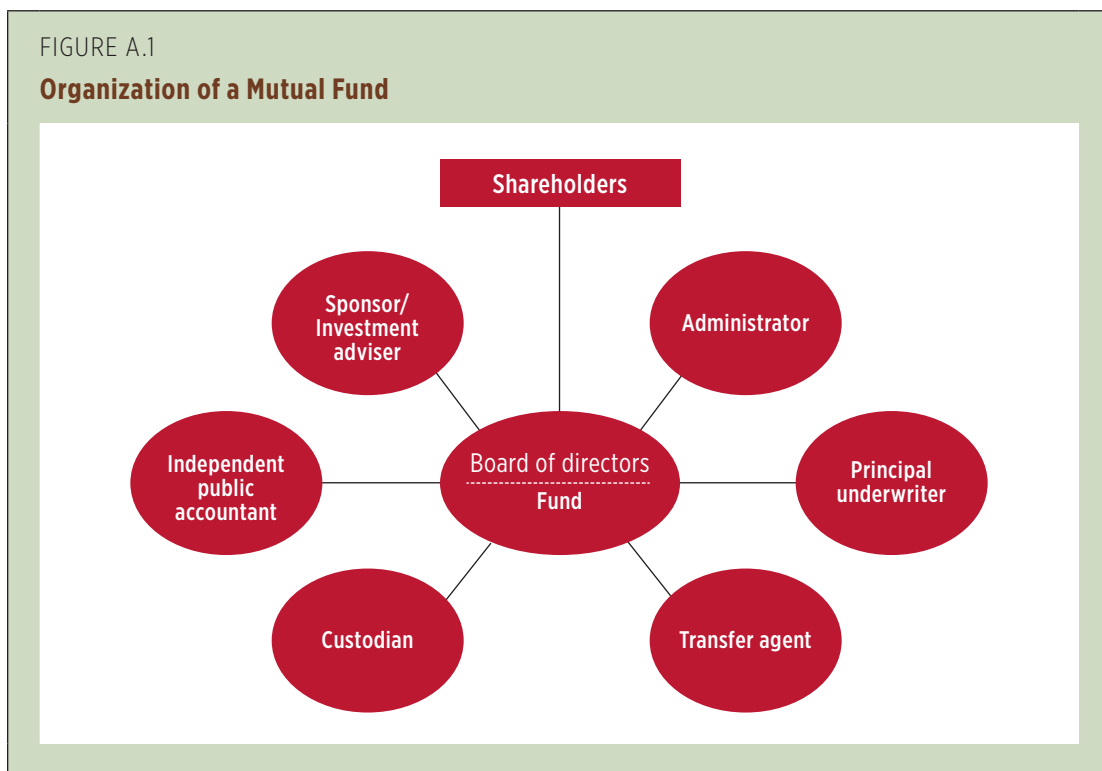 FIGURE A.1
Organization of a Mutual Fund
Shareholders
Sponsor/
Investment
adviser
Administrator
Independent
public
accountant
Board of directors
Fund
Principal
underwriter
Custodian
Transfer agent